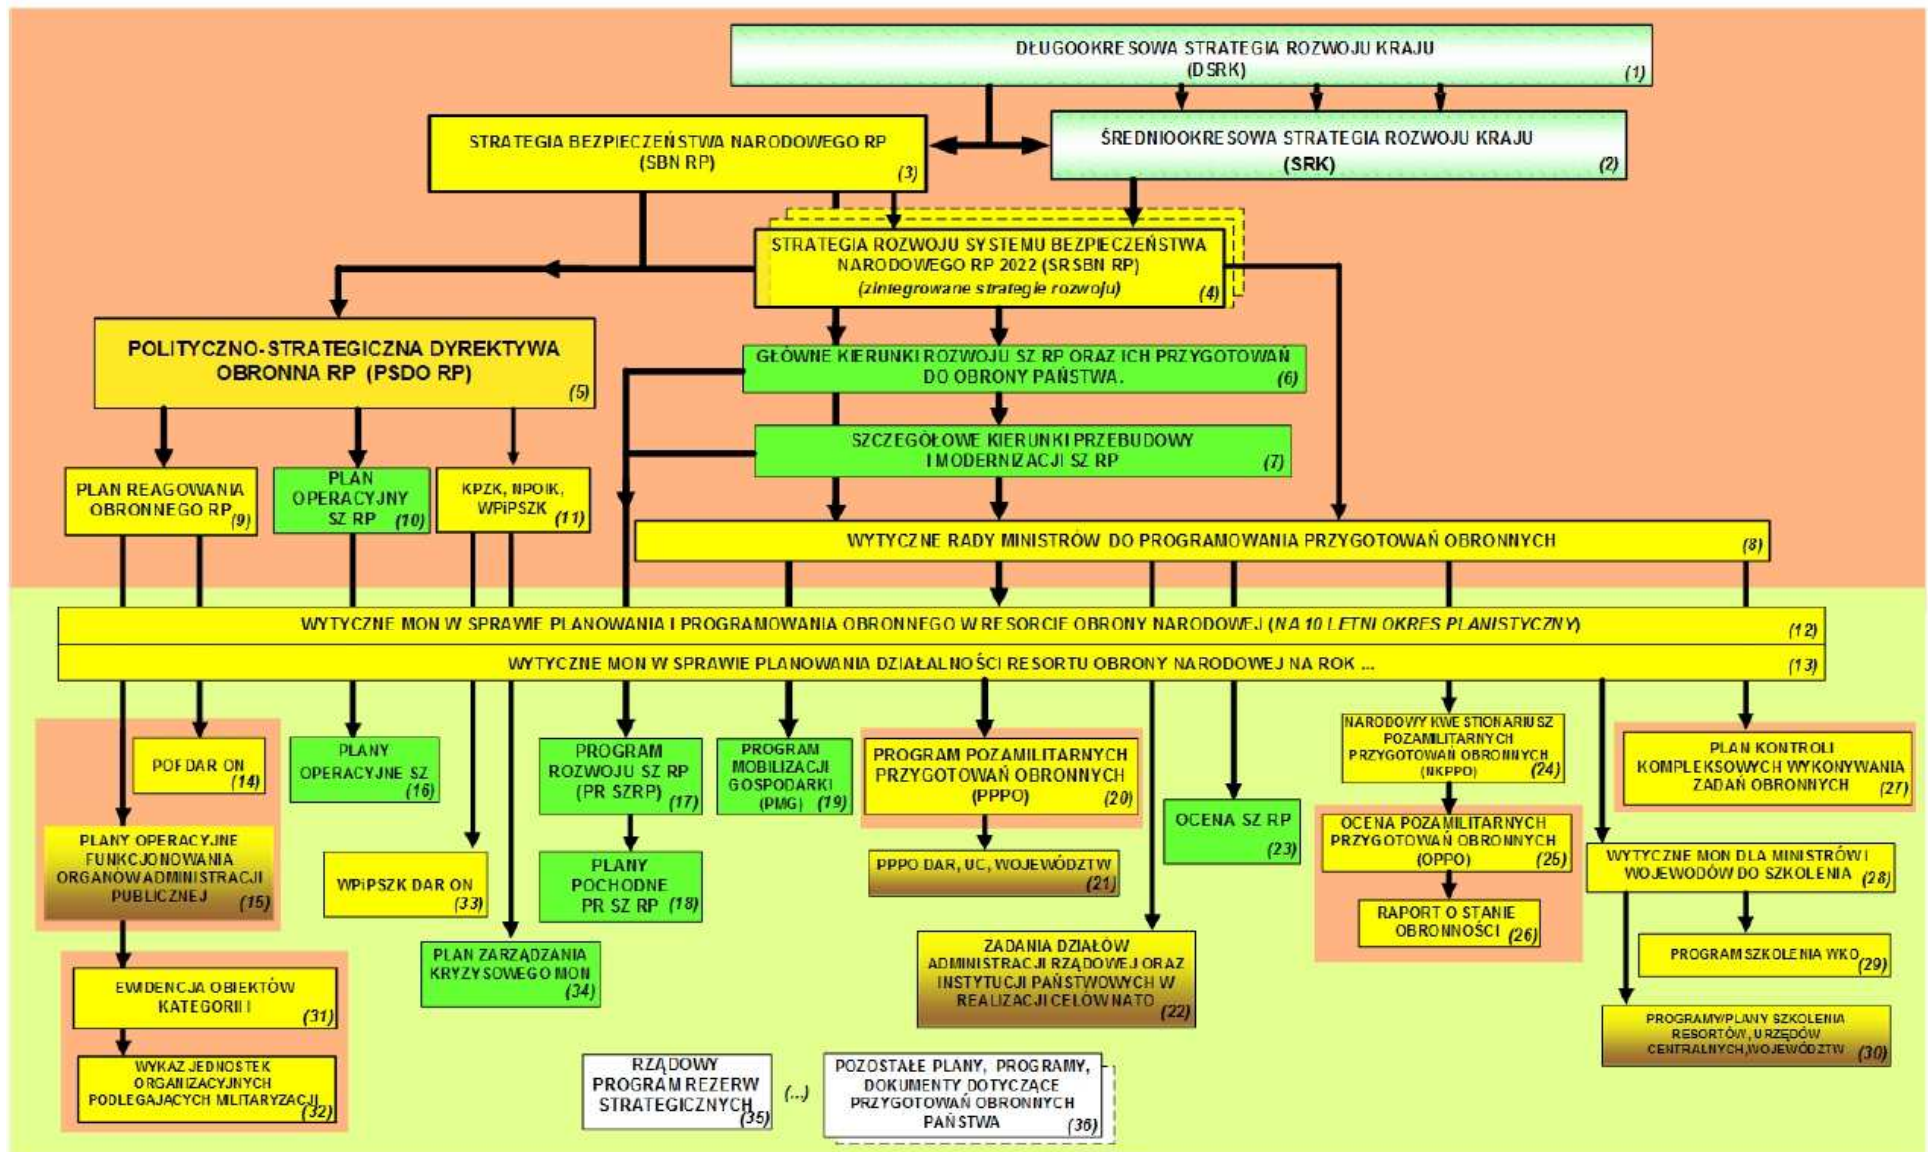 DŁUGOOKRESOWA STRATEGIA ROZWOJU KRAJU
(DSRK)
(1)
STRATEGIA BEZPIECZEŃSTWA NARODOWEGO RP
(SBN RP)
(3)
ŚREDNIOOKRESOWA STRATEGIA ROZWOJU KRAJU
(SRK)
(2)
STRATEGIA ROZWOJU SYSTEMU BEZPIECZEŃSTWA
NARODOWEGO RP 2022 (SRSBN RP)
(zintegrowane strategie rozwoju)
(4)
POLITYCZNO-STRATEGICZNA DYREKTYWA
OBRONNA RP (PSDO RP)
(5)
GŁÓWNE KIERUNKI ROZWOJU SZ RP ORAZ ICH PRZYGOTOWAŃ
DO OBRONY PAŃSTWA.
(6)
SZCZEGÓŁOWE KIERUNKI PRZEBUDOWY
I MODERNIZACJI SZ RP
(7)
PLAN REAGOWANIA
OBRONNEGO RP
(9)
PLAN
OPERACYJNY
SZ RP (10)
KPZK, NPOIK,
WPiPSZK
(11)
WYTYCZNE RADY MINISTRÓW DO PROGRAMOWANIA PRZYGOTOWAŃ OBRONNYCH
(8)
WYTYCZNE MON W SPRAWIE PLANOWANIA I PROGRAMOWANIA OBRONNEGO W RESORCIE OBRONY NARODOWEJ (NA 10 LETNI OKRES PLANISTYCZNY)
(12)
WYTYCZNE MON W SPRAWIE PLANOWANIA DZIAŁALNOŚCI RESORTU OBRONY NARODOWEJ NA ROK ...
(13)
POFDAR ON
(14)
PLANY OPERACYJNE
FUNKCJONOWANIA
ORGANÓW ADMINISTRACJI
PUBLICZNEJ
(15)
PLANY
OPERACYJNE SZ
(16)
PROGRAM
ROZWOJU SZ RP
(PR SZRP)
(17)
PROGRAM
MOBILIZACJI
GOSPODARKI
(PMG)
(19)
PROGRAM POZAMILITARNYCH
PRZYGOTOWAŃ OBRONNYCH
(PPPO)
(20)
OCENA SZ RP
(23)
NARODOWY KWESTIONARIUSZ
POZAMILITARNYCH
PRZYGOTOWAŃ OBRONNYCH
(NKPPO)
(24)
PLAN KONTROLI
KOMPLEKSOWYCH WYKONYWANIA
ZADAŃ OBRONNYCH
(27)
OCENA POZAMILITARNYCH
PRZYGOTOWAŃ OBRONNYCH
(OPPO)
(25)
WYTYCZNE MON DLA MINISTRÓW I
WOJEWODÓW DO SZKOLENIA
(28)
WPiPSZK DAR ON
(33)
PLANY
POCHODNE
PR SZ RP
(18)
PPPO DAR, UC, WOJEWÓDZTW
(21)
RAPORT O STANIE
OBRONNOŚCI
(26)
PLAN ZARZĄDZANIA
KRYZYSOWEGO MON
(34)
ZADANIA DZIAŁÓW
ADMINISTRACJI RZĄDOWEJ ORAZ
INSTYTUCJI PAŃSTWOWYCH W
REALIZACJI CELÓW NATO
(22)
PROGRAM SZKOLENIA WKO
(29)
EWIDENCJA OBIEKTÓW
KATEGORII I
(31)
PROGRAMY/PLANY SZKOLENIA
RESORTÓW, URZĘDÓW
CENTRALNYCH,WOJEWÓDZTW
(30)
WYKAZ JEDNOSTEK
ORGANIZACYJNYCH
PODLEGAJĄCYCH MILITARYZACJI
(32)
RZĄDOWY
PROGRAM REZERW
STRATEGICZNYCH
(35)
(...)
POZOSTAŁE PLANY, PROGRAMY,
DOKUMENTY DOTYCZĄCE
PRZYGOTOWAŃ OBRONNYCH
PAŃSTWA
(36)